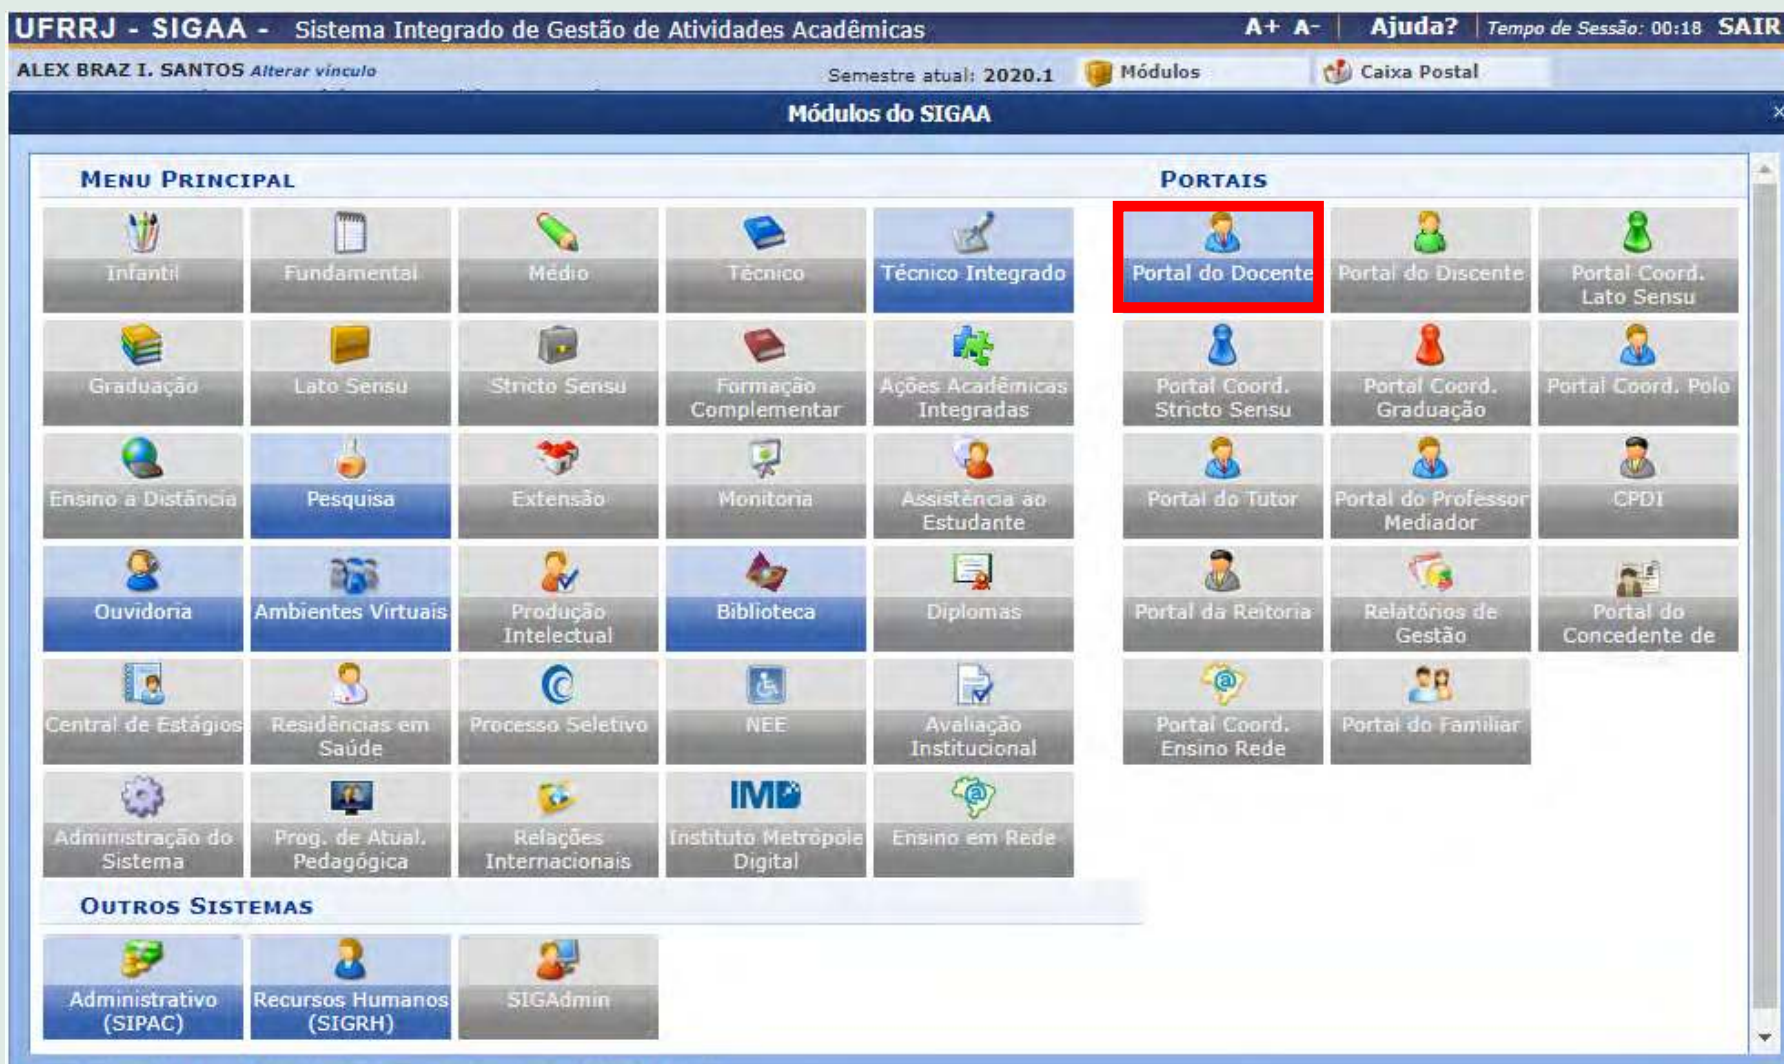 UFRRJ - SIGAA - Sistema Integrado de Gestão de Atividades Acadêmicas A+ A- Ajuda? Tempo de Sessão: 00:18 SAIR
ALEX BRAZ I. SANTOS Alterar vínculo Semestre atual: 2020.1 Módulos Caixa Postal
Módulos do SIGAA
MENU PRINCIPAL PORTAIS
Infantil Fundamental Médio Técnico Técnico Integrado Portal do Docente Portal do Discente Portal Coord.
Lato Sensu
Graduação Lato Sensu Stricto Sensu Formação Ações Acadêmicas Portal Coord. Portal Coord. Portal Coord. Polo
Complementar Integradas Stricto Sensu Graduação
Ensino a Distância Pesquisa Extensão Monitoria Assistência ao Portal do Tutor Portal do Professor CPDI
Estudante Mediador
Ouvidoria Ambientes Virtuais Produção Biblioteca Diplomas Portal da Reitoria Relatórios de Portal do
Intelectual Gestão Concedente de
Central de Estágios Residências em Processo Seletivo NEE Avaliação Portal Coord. Portal do Familiar
Saúde Institucional Ensino Rede
IMD
Administração do Prog. de Atual. Relações Instituto Metrópole Ensino em Rede
Sistema Pedagógica Internacionais Digital
OUTROS SISTEMAS
Administrativo Recursos Humanos SIGAdmin
(SIPAC) (SIGRH)